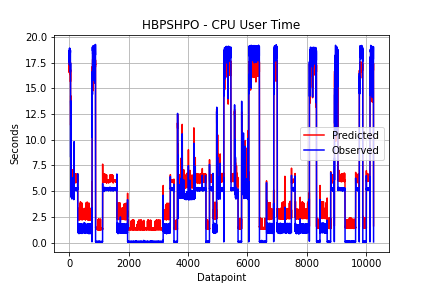 HBPSHPO - CPU User Time
20.0
17.5
15.0
12.5
10.0
7.5
5.0
2.5
0.0
Seconds
Predicted
Observed
0 2000 4000 6000 8000 10000
Datapoint